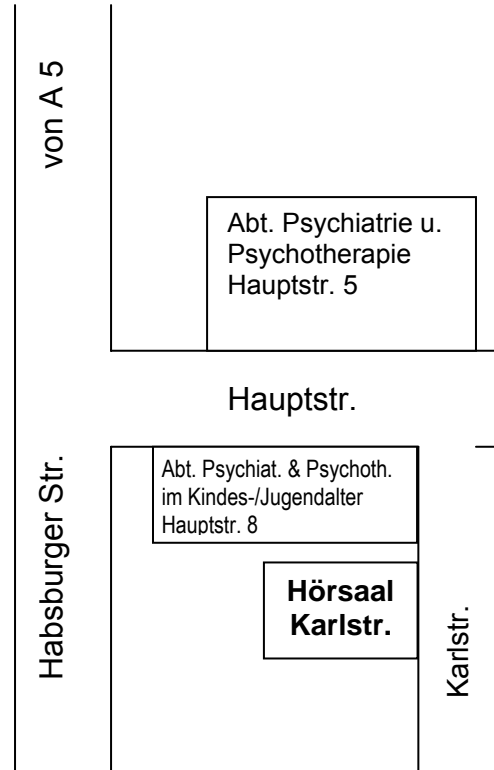 von A 5
Abt. Psychiatrie u.
Psychotherapie
Hauptstr. 5
Hauptstr.
Habsburger Str.
Abt. Psychiat. & Psychoth.
im Kindes-/Jugendalter
Hauptstr. 8
Hörsaal
Karlstr.
Karlstr.